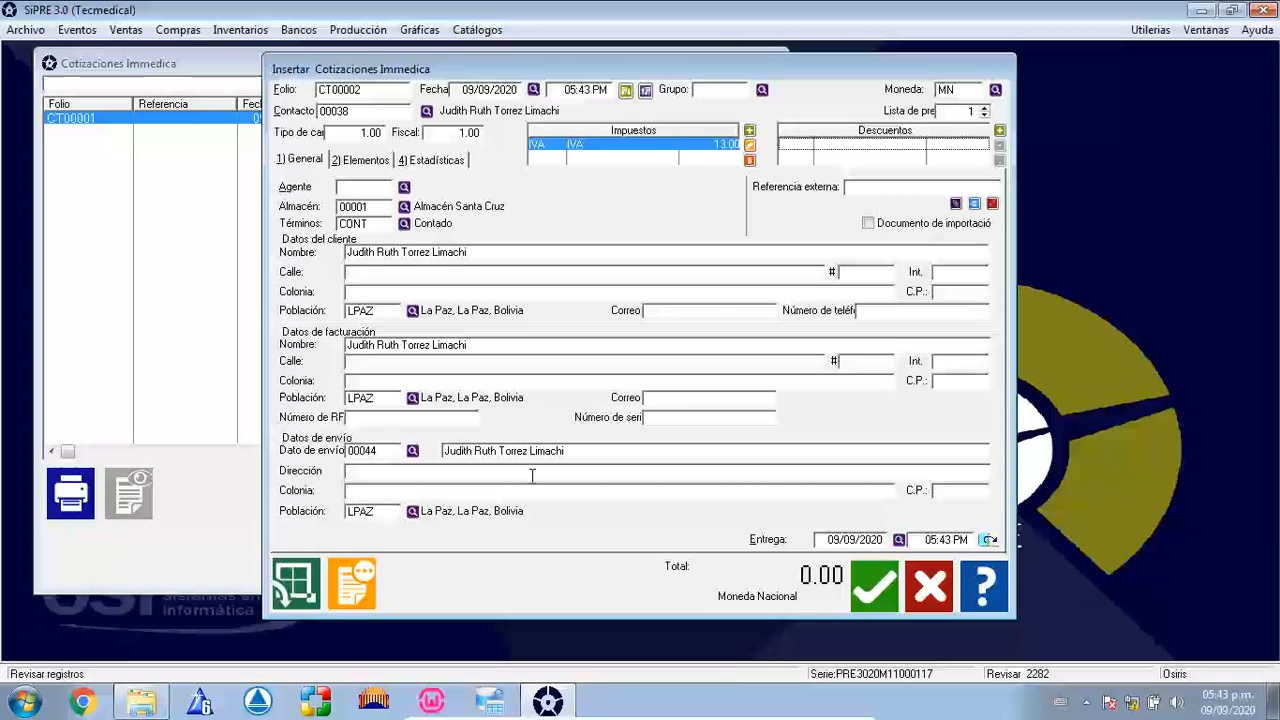 SiPRE 3.0 (Tecmedical)
Archivo Eventos Ventas Compras Inventarios Bancos Producción Gráficas Catálogos Utilerias Ventanas Ayuda
Cotizaciones Immedica
Folio Referencia Fec
CT00001
Insertar Cotizaciones Immedica
Folio: CT00002 Fecha 09/09/2020 05:43 PM Grupo: Moneda: MN
Contacto 00038 Judith Ruth Torrez Limachi Lista de pre 1
Tipo de ca 1.00 Fiscal: 1.00 Impuestos Descuentos
IVA IVA 13.00
1) General 2) Elementos 4) Estadísticas
Agente Referencia externa:
Almacén: 00001 Almacén Santa Cruz
Términos: CONT Contado Documento de importació
Datos del cliente
Nombre: Judith Ruth Torrez Limachi
Calle: # Int.
Colonia: C.P.:
Población: LPAZ La Paz, La Paz, Bolivia Correo Número de teléf
Datos de facturación
Nombre: Judith Ruth Torrez Limachi
Calle: # Int.
Colonia: C.P.:
Población: LPAZ La Paz, La Paz, Bolivia Correo
Número de RF Número de seri
Datos de envío
Dato de envío 00044 Judith Ruth Torrez Limachi
Dirección
Colonia: C.P.:
Población: LPAZ La Paz, La Paz, Bolivia
Entrega: 09/09/2020 05:43 PM
Total: 0.00
Moneda Nacional
informática
Revisar registros Serie:PRE3020M11000117 Revisar 2282 Osiris
05:43 p.m.
09/09/2020